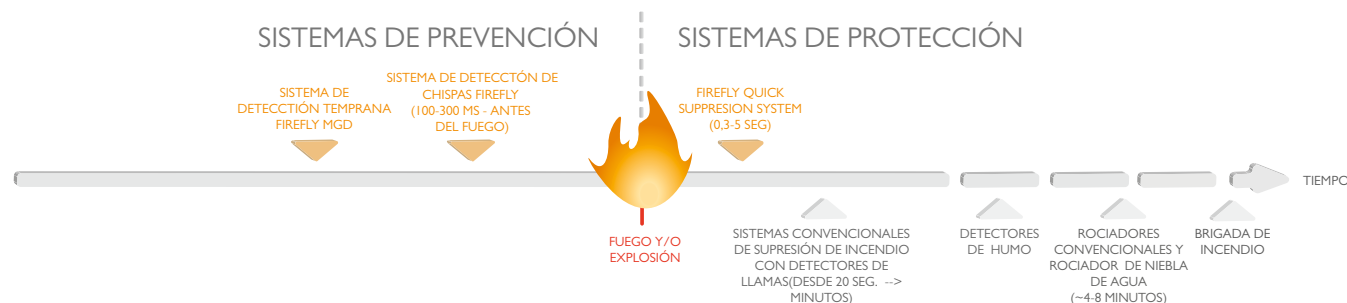 SISTEMAS DE PREVENCIÓN
SISTEMAS DE PROTECCIÓN
SISTEMA DE
DETECCTIÓN TEMPRANA
FIREFLY MGD
SISTEMA DE DETECCTÓN DE
CHISPAS FIREFLY
(100-300 MS - ANTES
DEL FUEGO)
FIREFLY QUICK
SUPPRESION SYSTEM
(0,3-5 SEG)
TIEMPO
FUEGO Y/O
EXPLOSIÓN
SISTEMAS CONVENCIONALES
DE SUPRESIÓN DE INCENDIO
CON DETECTORES DE
LLAMAS(DESDE 20 SEG. -->
MINUTOS)
DETECTORES
DE HUMO
ROCIADORES
CONVENCIONALES Y
ROCIADOR DE NIEBLA
DE AGUA
(~4-8 MINUTOS)
BRIGADA DE
INCENDIO